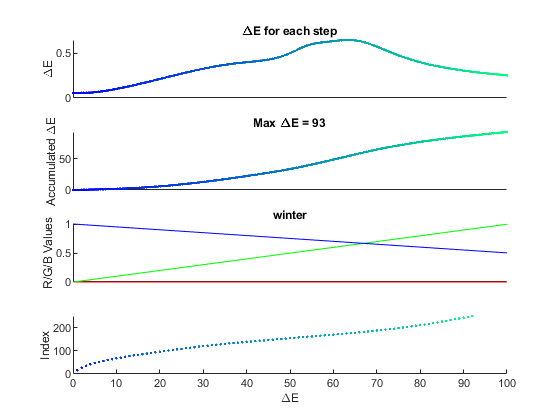 ΔE for each step
ΔE
0.5
0
Max ΔE = 93
Accumulated ΔE
50
0
winter
R/G/B Values
1
0.5
0
Index
200
100
0
0 10 20 30 40 50 60 70 80 90 100
ΔE